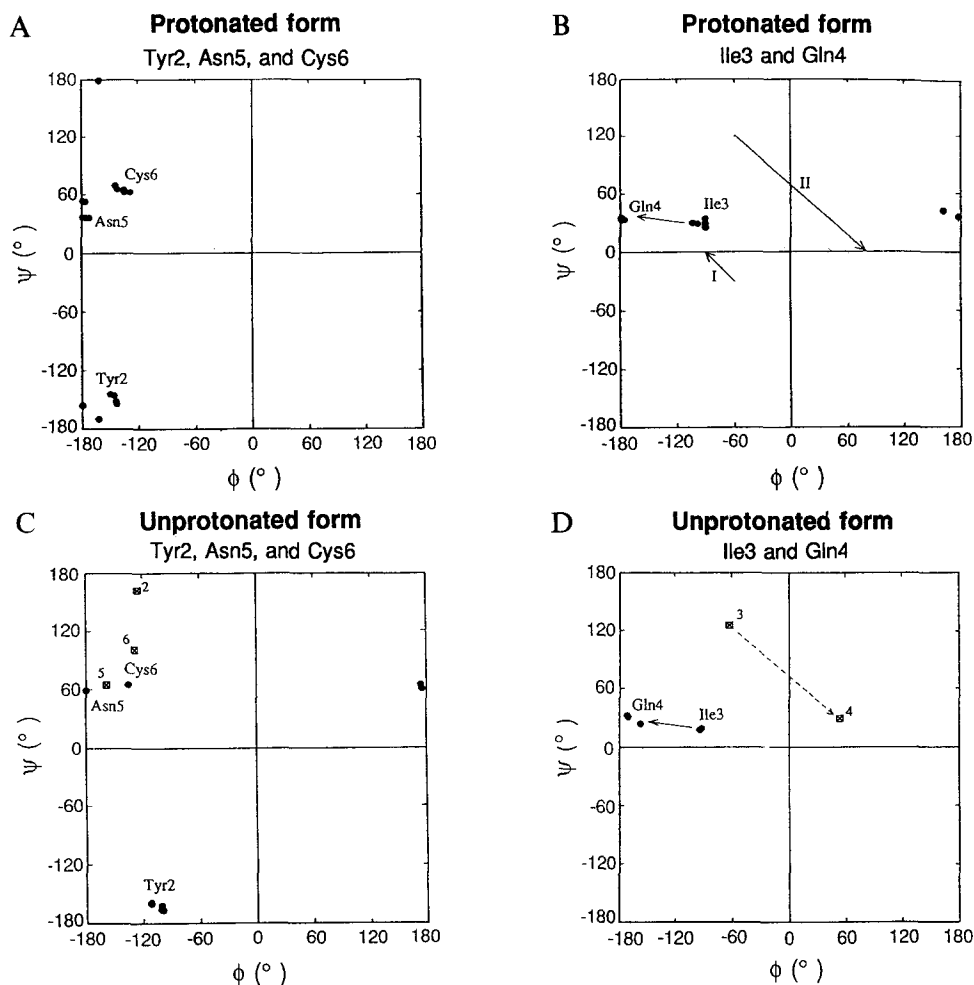 A
Protonated form
Tyr2, Asn5, and Cys6
180
120
60
0
-60
-120
-180
ψ (°)
Cys6
Asn5
Tyr2
-180 -120 -60 0 60 120 180
φ (°)
B
Protonated form
Ile3 and Gln4
180
120
60
0
-60
-120
-180
ψ (°)
Gln4
Ile3
II
I
-180 -120 -60 0 60 120 180
φ (°)
C
Unprotonated form
Tyr2, Asn5, and Cys6
180
120
60
0
-60
-120
-180
ψ (°)
2
6
5
Cys6
Asn5
Tyr2
-180 -120 -60 0 60 120 180
φ (°)
D
Unprotonated form
Ile3 and Gln4
180
120
60
0
-60
-120
-180
ψ (°)
3
4
Gln4
Ile3
-180 -120 -60 0 60 120 180
φ (°)